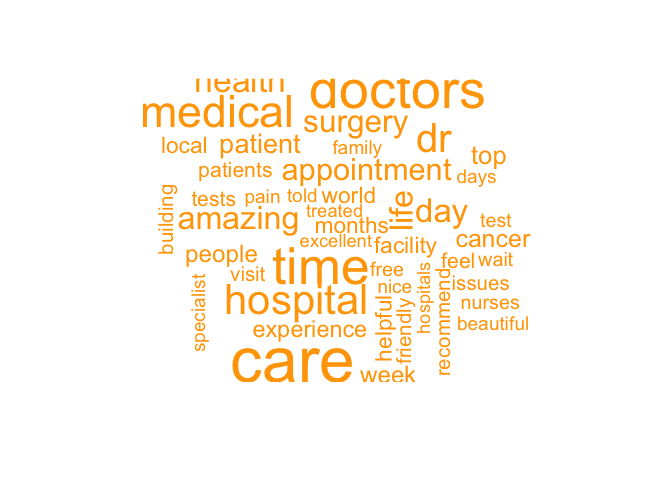 health
doctors
medical
surgery
dr
local
patient
family
top
patients
appointment
days
building
tests
pain
told
world
life
amazing
treated
months
day
test
excellent
facility
cancer
people
time
feel
wait
visit
free
specialist
hospital
nice
hospitals
issues
helpful
friendly
recommend
nurses
experience
beautiful
care
week